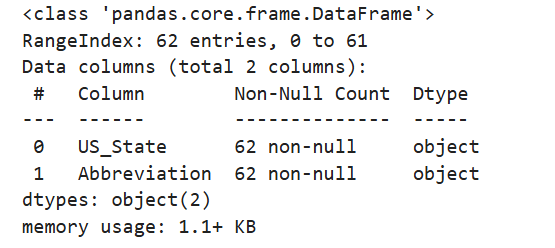 <class 'pandas.core.frame.DataFrame'>
RangeIndex: 62 entries, 0 to 61
Data columns (total 2 columns):
 #   Column        Non-Null Count  Dtype
---  ------        --------------  -----
 0   US_State      62 non-null     object
 1   Abbreviation  62 non-null     object
dtypes: object(2)
memory usage: 1.1+ KB